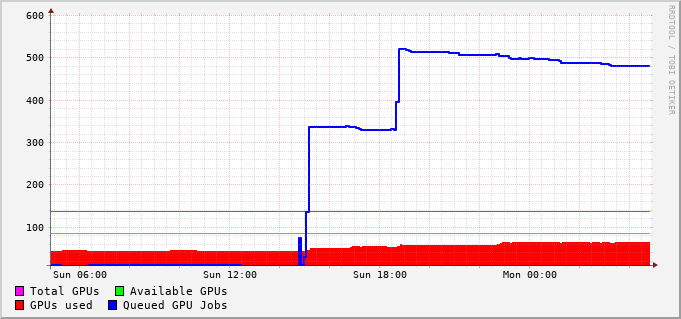 600
500
400
300
200
100
Sun 06:00 Sun 12:00 Sun 18:00 Mon 00:00
Total GPUs Available GPUs
GPUs used Queued GPU Jobs
RRDTOOL / TOBI OETIKER